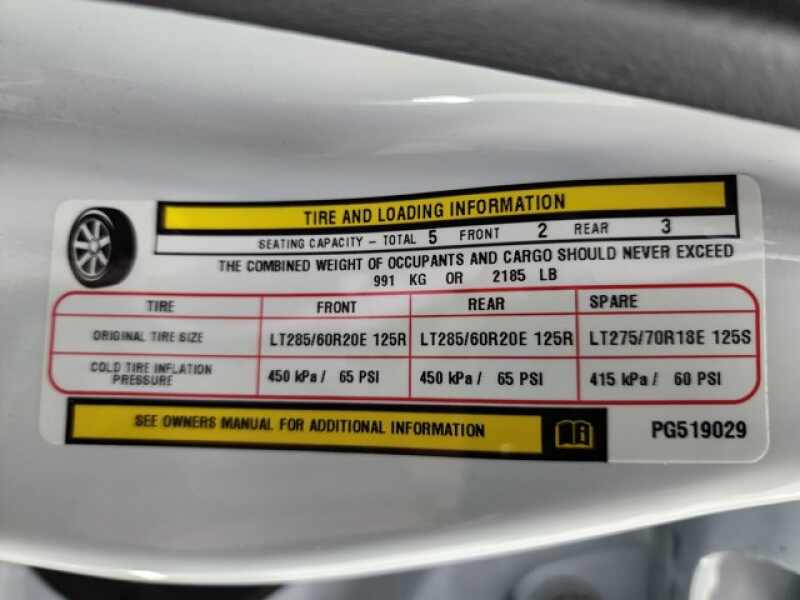 TIRE AND LOADING INFORMATION
SEATING CAPACITY – TOTAL 5 FRONT 2 REAR 3
THE COMBINED WEIGHT OF OCCUPANTS AND CARGO SHOULD NEVER EXCEED
991 KG OR 2185 LB
TIRE FRONT REAR SPARE
ORIGINAL TIRE SIZE LT285/60R20E 125R LT285/60R20E 125R LT275/70R18E 125S
COLD TIRE INFLATION
PRESSURE 450 kPa / 65 PSI 450 kPa / 65 PSI 415 kPa / 60 PSI
SEE OWNERS MANUAL FOR ADDITIONAL INFORMATION PG519029